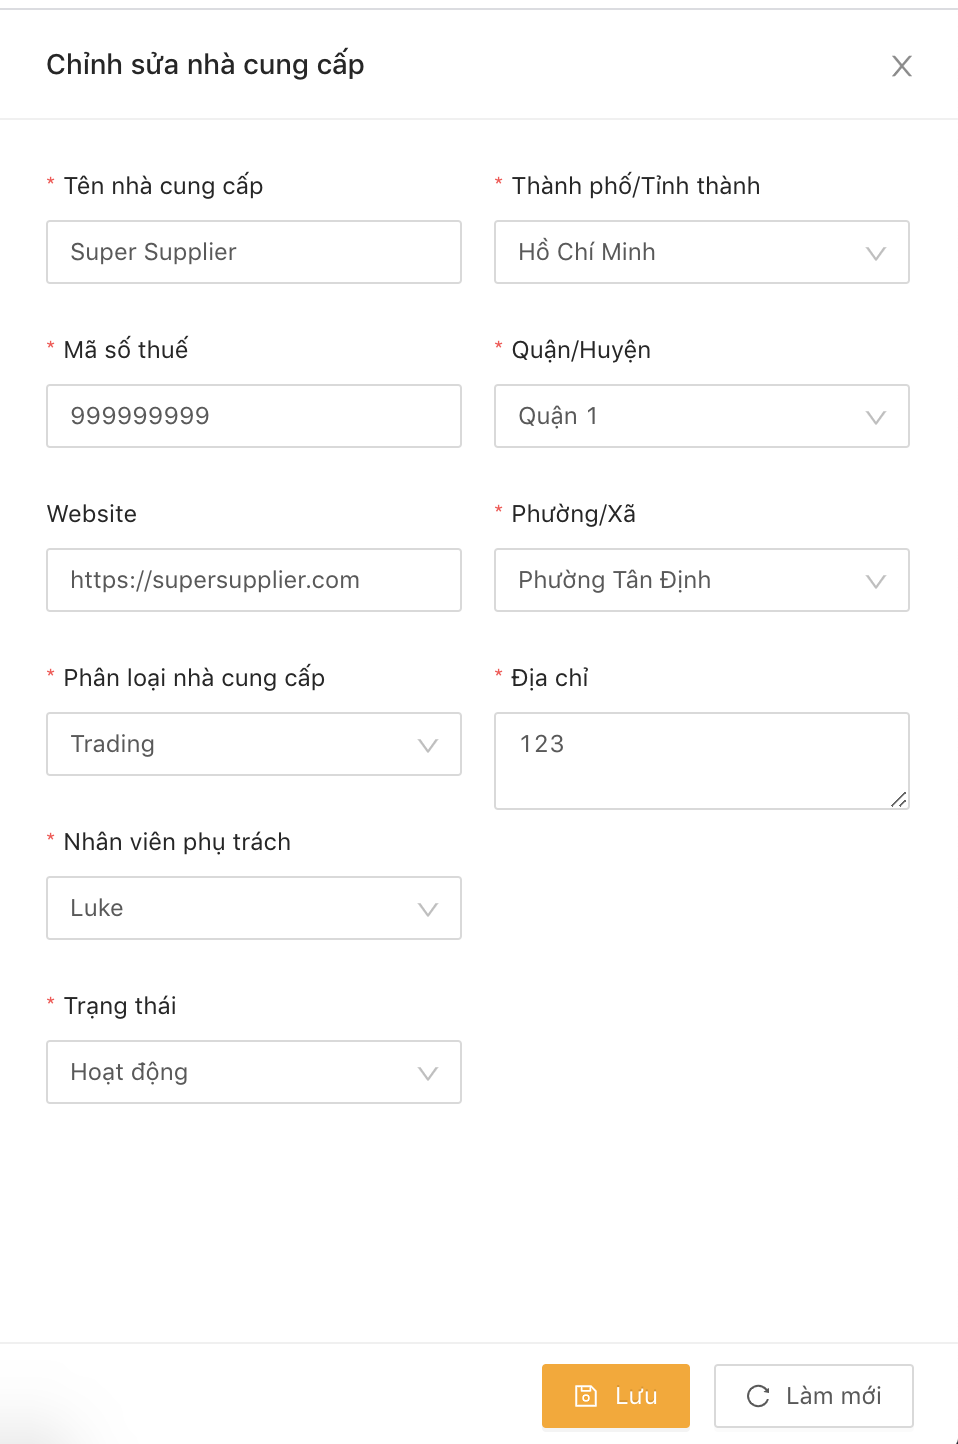 Chỉnh sửa nhà cung cấp
* Tên nhà cung cấp
Super Supplier
* Mã số thuế
999999999
Website
https://supersupplier.com
* Phân loại nhà cung cấp
Trading
* Nhân viên phụ trách
Luke
* Trạng thái
Hoạt động
* Thành phố/Tỉnh thành
Hồ Chí Minh
* Quận/Huyện
Quận 1
* Phường/Xã
Phường Tân Định
* Địa chỉ
123
Lưu
Làm mới